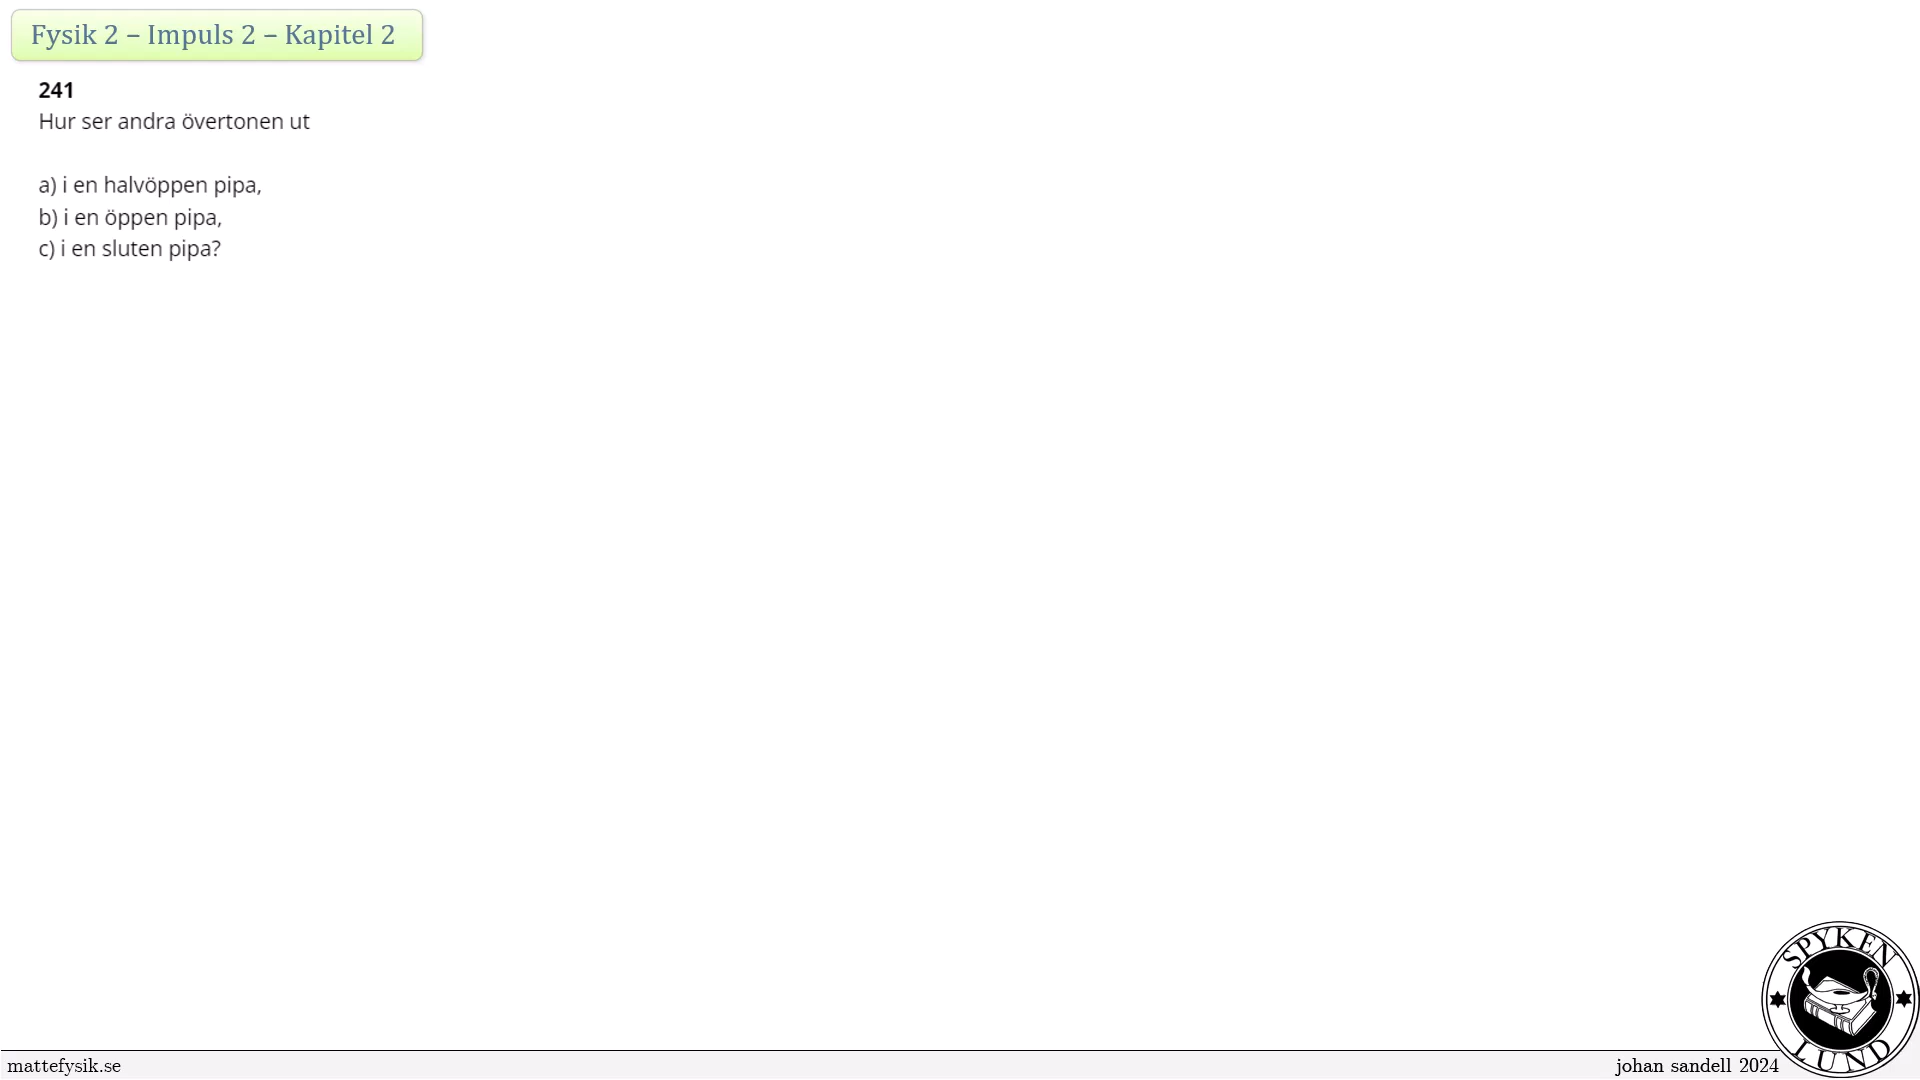 Fysik 2 – Impuls 2 – Kapitel 2
241
Hur ser andra övertonen ut
a) i en halvöppen pipa,
b) i en öppen pipa,
c) i en sluten pipa?
SPYKEN
LUND
mattefysik.se
johan sandell 2024